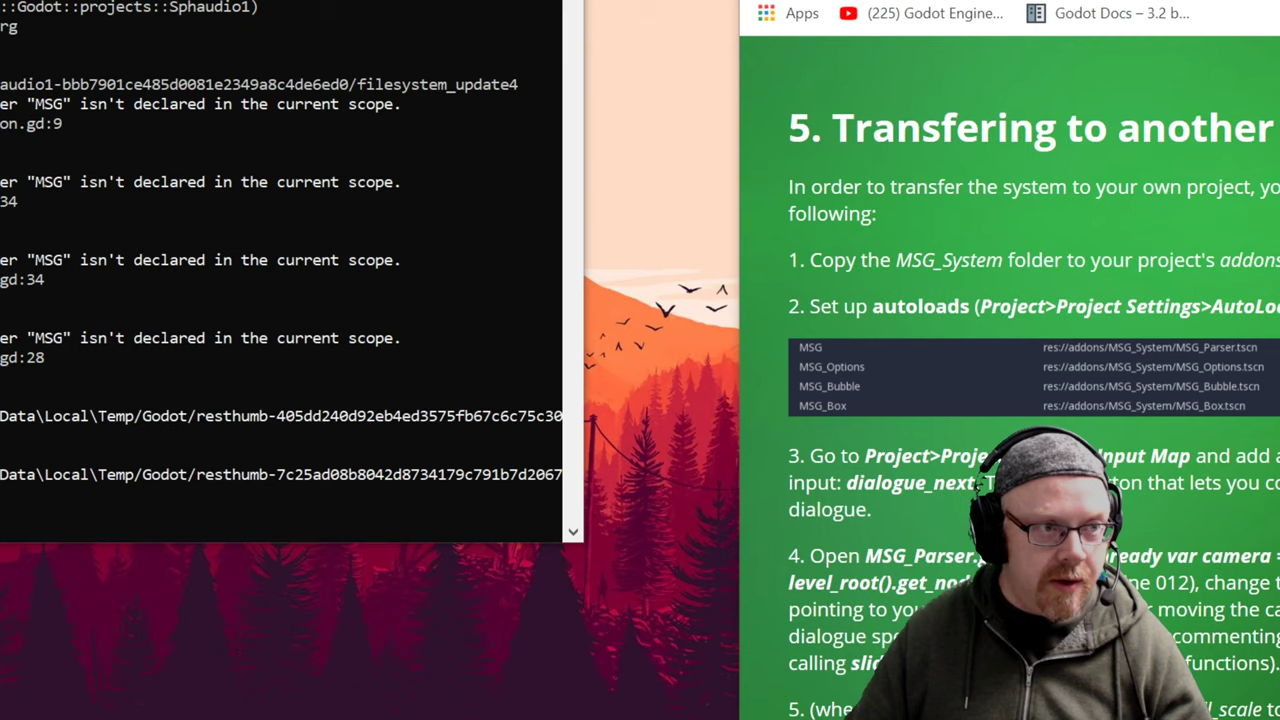 ::Godot::projects::Sphaudio1)
rg
audio1-bbb7901ce485d0081e2349a8c4de6ed0/filesystem_update4
er "MSG" isn't declared in the current scope.
on.gd:9
er "MSG" isn't declared in the current scope.
34
er "MSG" isn't declared in the current scope.
gd:34
er "MSG" isn't declared in the current scope.
gd:28
Data\Local\Temp/Godot/resthumb-405dd240d92eb4ed3575fb67c6c75c30
Data\Local\Temp/Godot/resthumb-7c25ad08b8042d8734179c791b7d2067
Apps (225) Godot Engine... Godot Docs – 3.2 b...
5. Transfering to another
In order to transfer the system to your own project, yo
following:
1. Copy the MSG_System folder to your project's addons
2. Set up autoloads (Project>Project Settings>AutoLoa
MSG res://addons/MSG_System/MSG_Parser.tscn
MSG_Options res://addons/MSG_System/MSG_Options.tscn
MSG_Bubble res://addons/MSG_System/MSG_Bubble.tscn
MSG_Box res://addons/MSG_System/MSG_Box.tscn
3. Go to Project>Proje Input Map and add a
input: dialogue_next. T ton that lets you co
dialogue.
4. Open MSG_Parser.g ready var camera =
level_root().get_nod ne 012), change t
pointing to you r moving the ca
dialogue spe commenting
calling slid functions).
5. (whe l_scale to